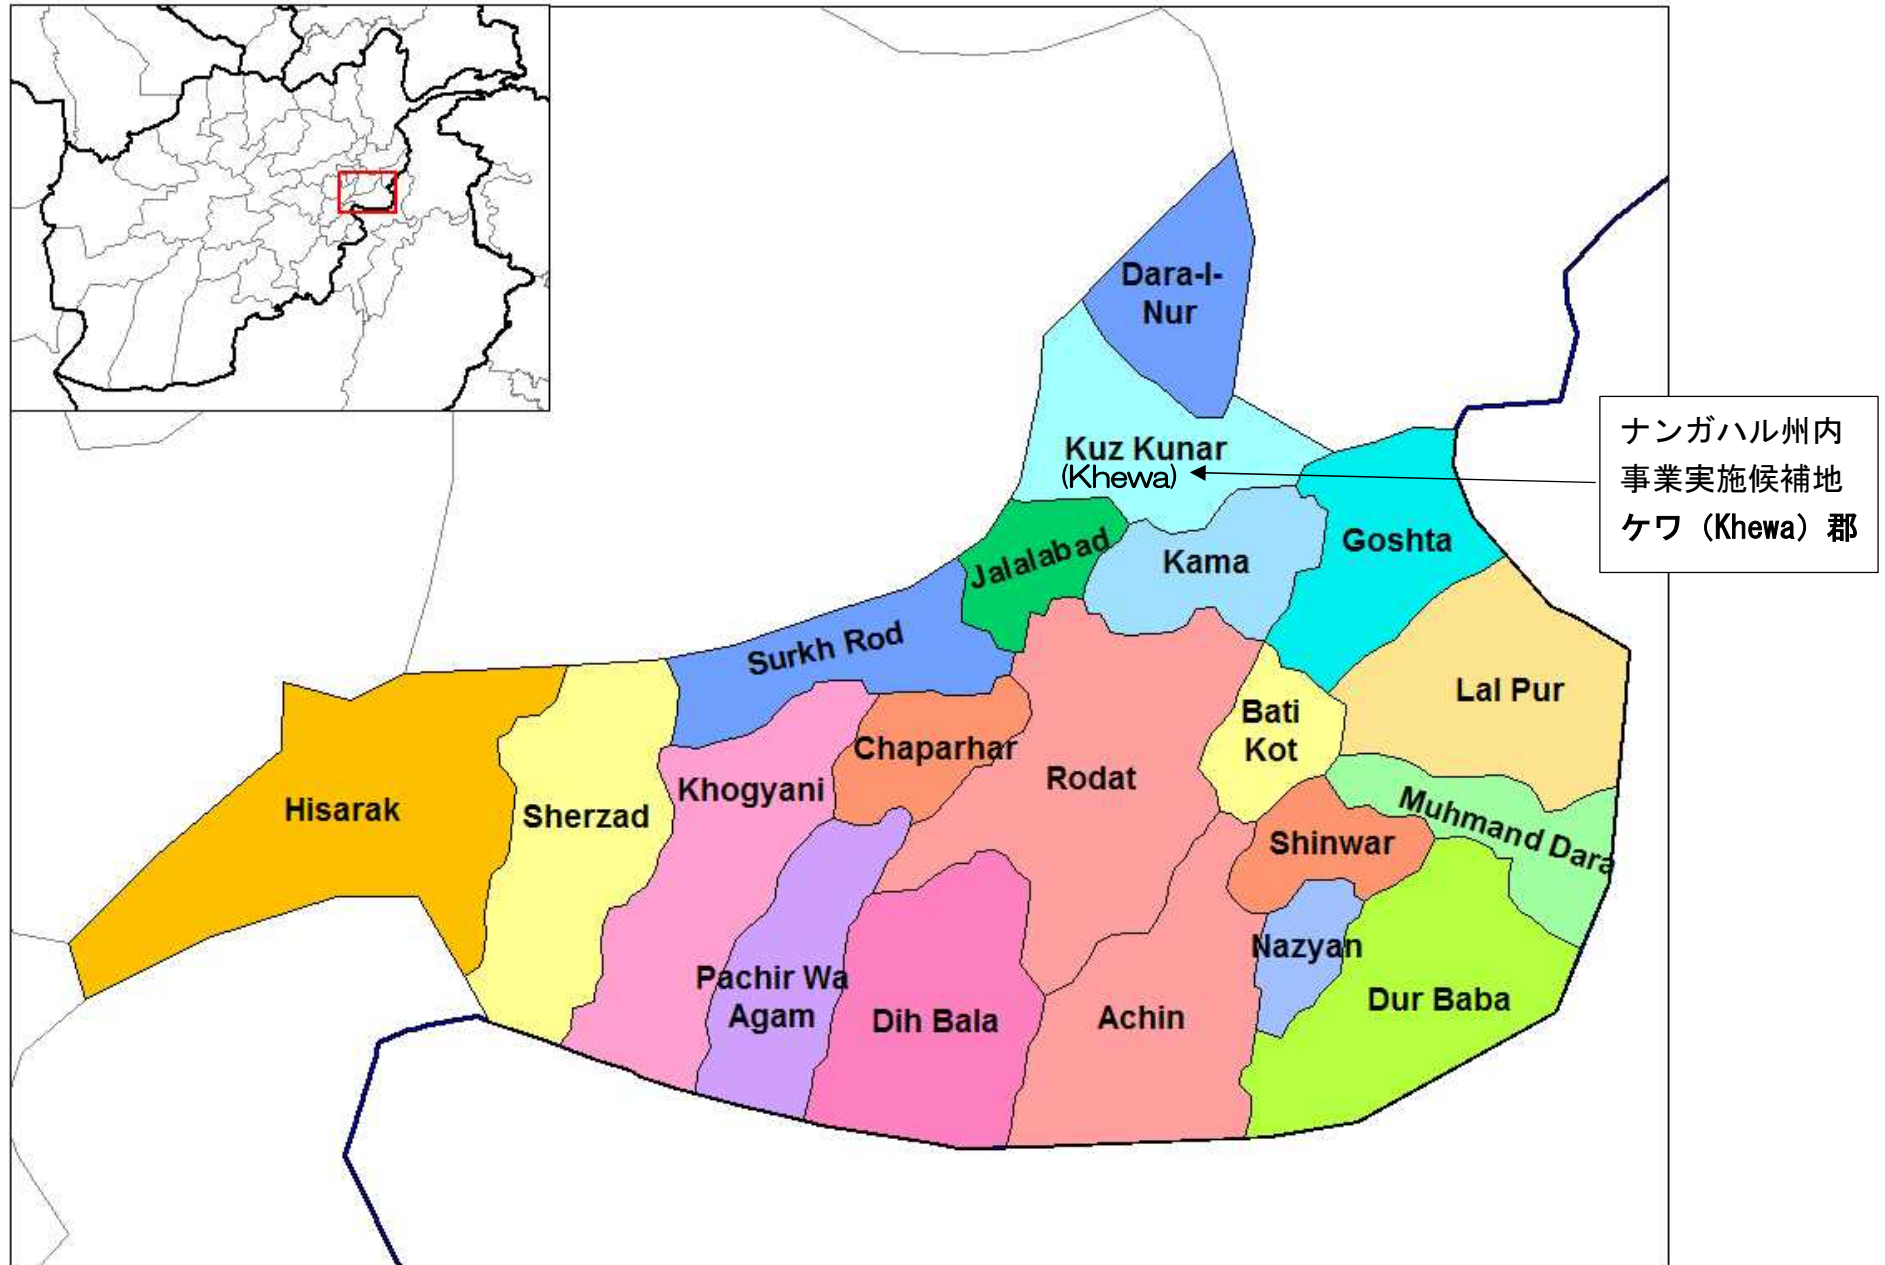 Dara-I-
Nur
Kuz Kunar
(Khewa)
ナンガハル州内
事業実施候補地
ケワ（Khewa）郡
Jalalabad
Kama
Goshta
Surkh Rod
Lal Pur
Bati
Kot
Chaparhar
Rodat
Khogyani
Hisarak
Sherzad
Muhmand Dara
Shinwar
Nazyan
Pachir Wa
Agam
Dih Bala
Achin
Dur Baba